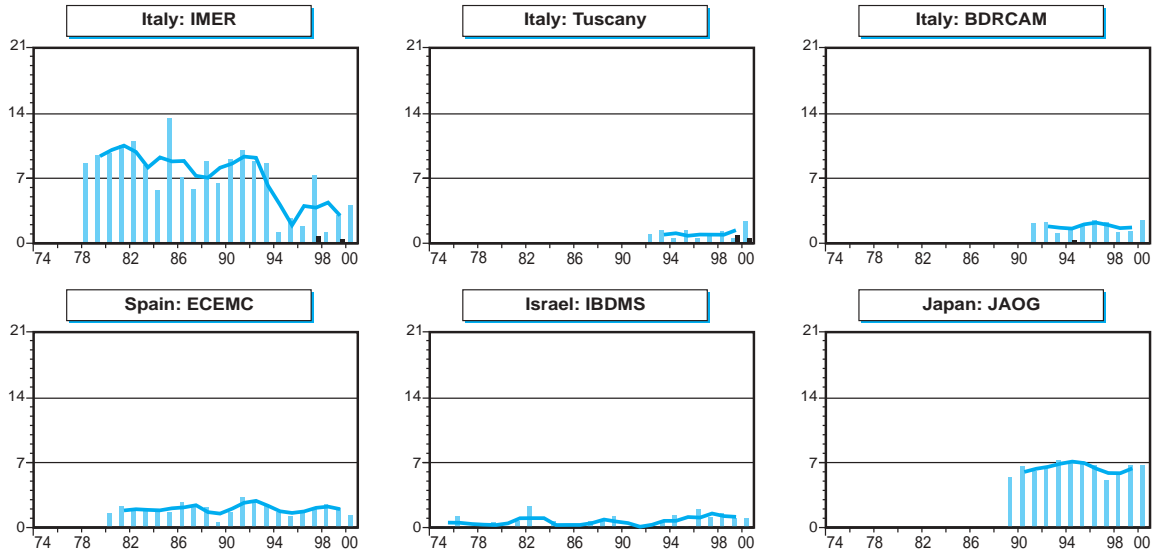 Italy: IMER
Italy: Tuscany
Italy: BDRCAM
21
14
7
0
74 78 82 86 90 94 98 00
21
14
7
0
74 78 82 86 90 94 98 00
21
14
7
0
74 78 82 86 90 94 98 00
Spain: ECEMC
Israel: IBDMS
Japan: JAOG
21
14
7
0
74 78 82 86 90 94 98 00
21
14
7
0
74 78 82 86 90 94 98 00
21
14
7
0
74 78 82 86 90 94 98 00